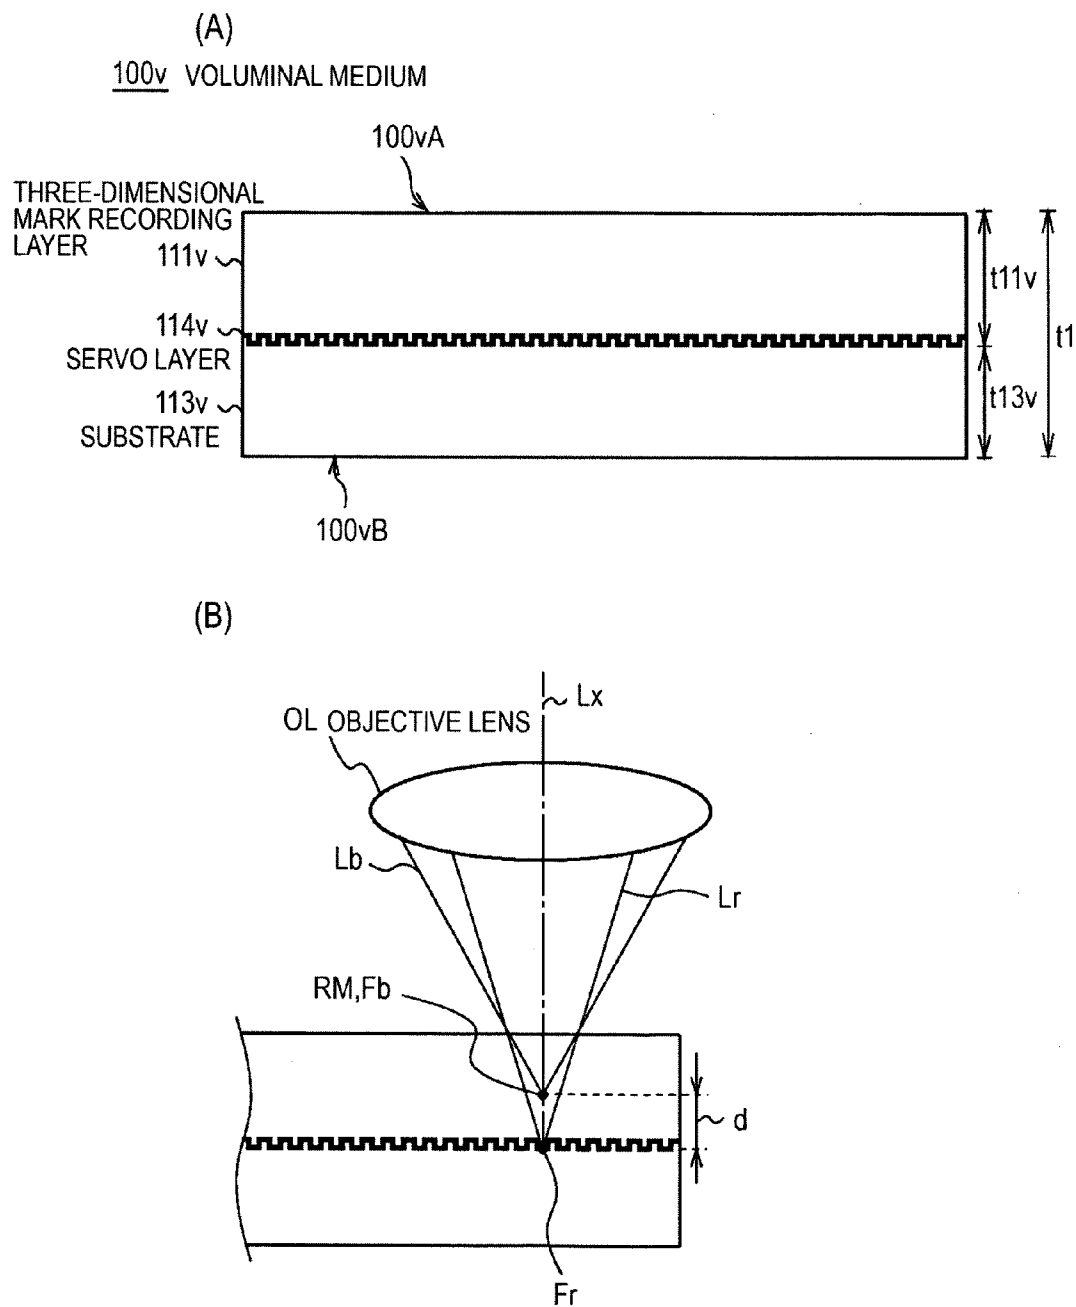 (A)
100v VOLUMINAL MEDIUM
100vA
THREE-DIMENSIONAL
MARK RECORDING
LAYER
111v
t11v
114v
t1
SERVO LAYER
113v
t13v
SUBSTRATE
100vB
(B)
Lx
OL OBJECTIVE LENS
Lb
Lr
RM,Fb
d
Fr